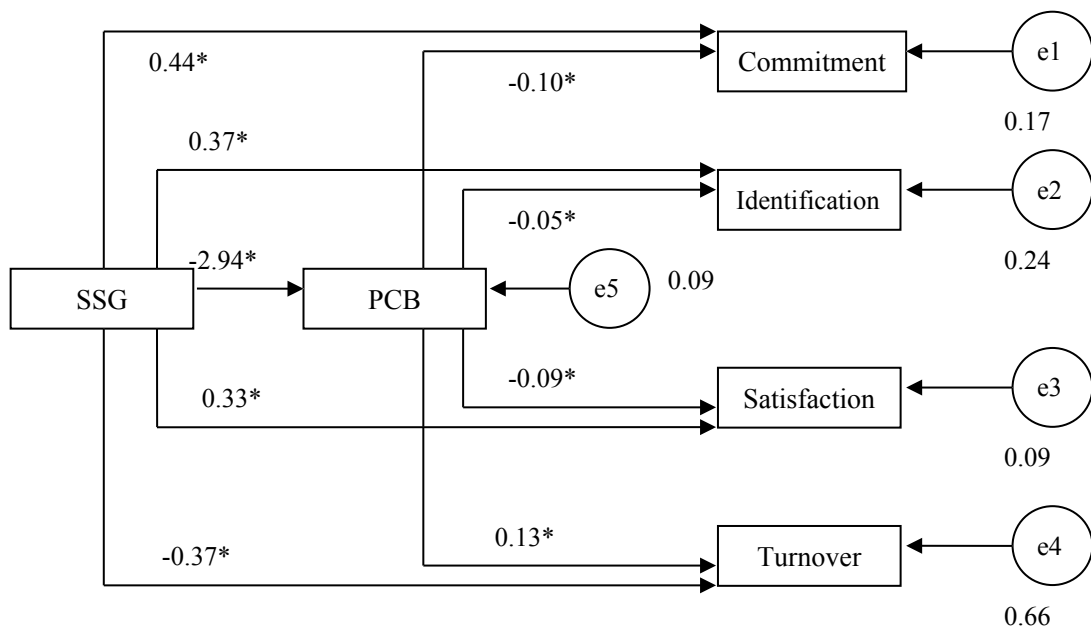 0.44*
Commitment
e1
-0.10*
0.17
0.37*
Identification
e2
-0.05*
0.24
-2.94*
SSG
PCB
e5
0.09
-0.09*
0.33*
Satisfaction
e3
0.09
0.13*
-0.37*
Turnover
e4
0.66